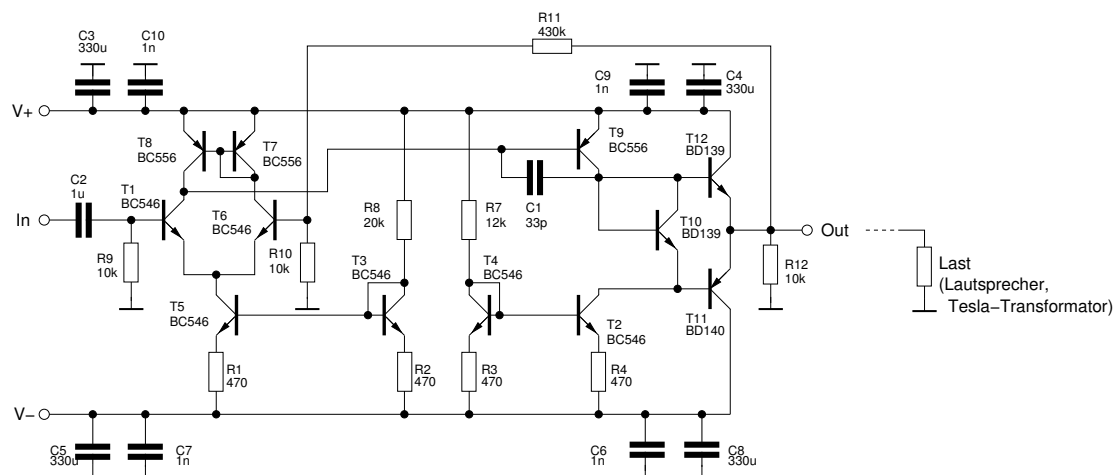 R11
430k
C3
330u
C10
1n
C9
1n
C4
330u
V+
T8
BC556
T7
BC556
T9
BC556
T12
BD139
C2
1u
T1
BC546
T6
BC546
R8
20k
R7
12k
C1
33p
T10
BD139
In
Out
R9
10k
R10
10k
T3
BC546
T4
BC546
R12
10k
Last
(Lautsprecher,
Tesla–Transformator)
T5
BC546
T2
BC546
T11
BD140
R1
470
R2
470
R3
470
R4
470
V–
C5
330u
C7
1n
C6
1n
C8
330u